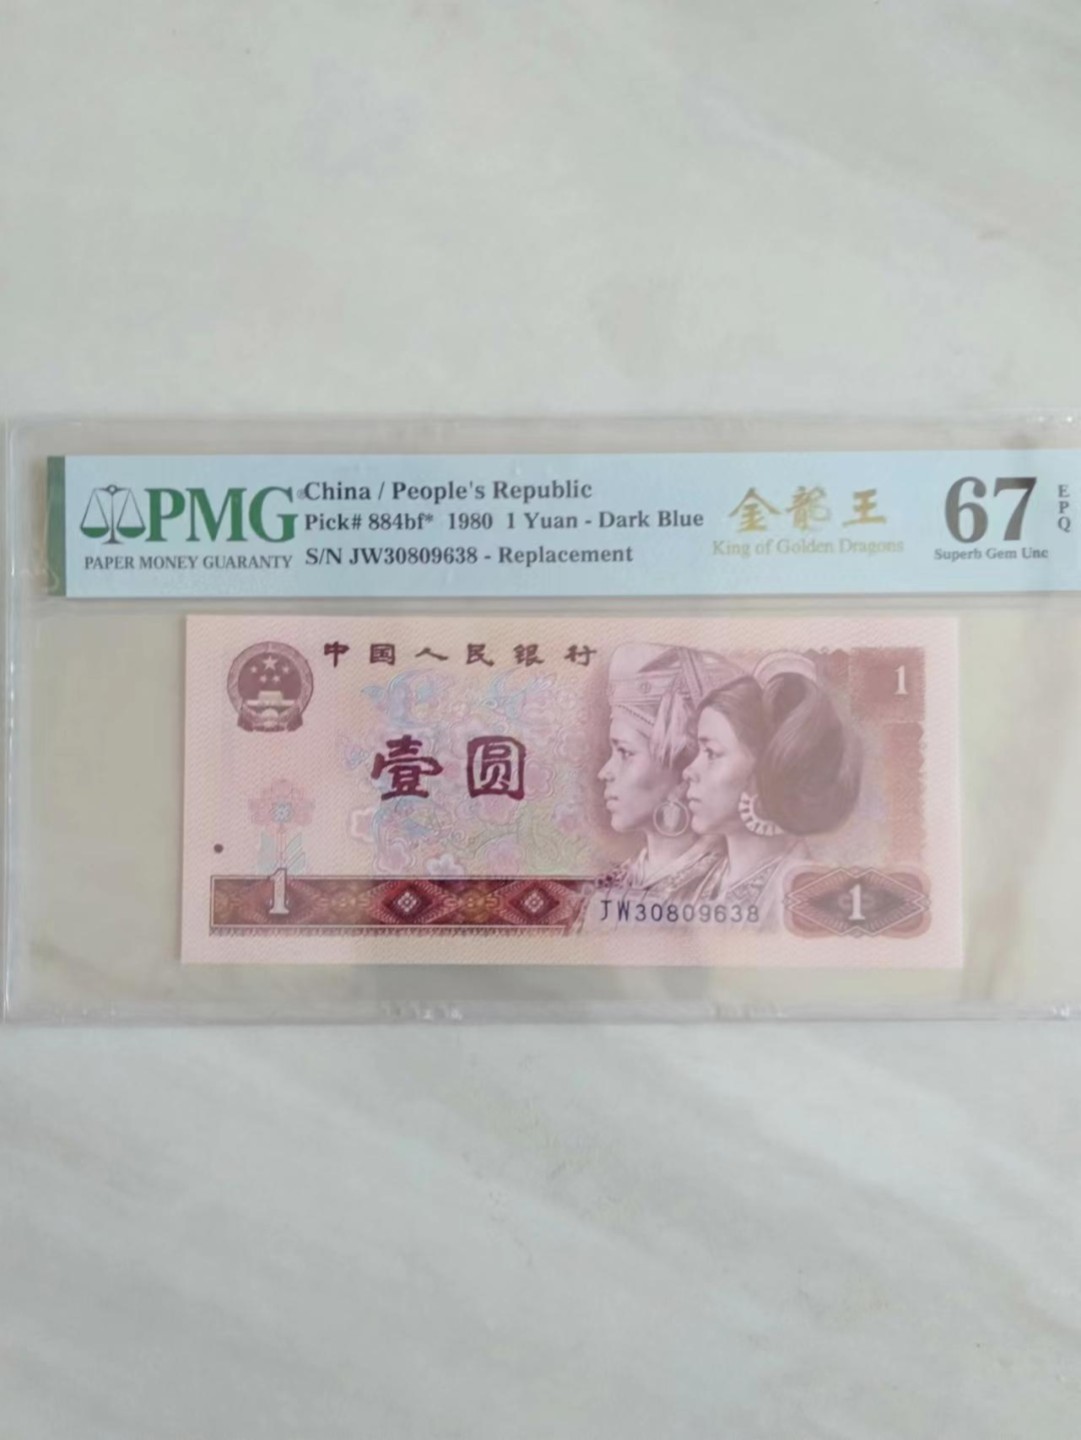 PMG
PAPER MONEY GUARANTY
China / People's Republic
Pick# 884bf* 1980 1 Yuan - Dark Blue
S/N JW30809638 - Replacement
金龍王
King of Golden Dragons
67
Superb Gem Unc
EPQ
中国人民银行
1
壹圆
1
JW30809638
1